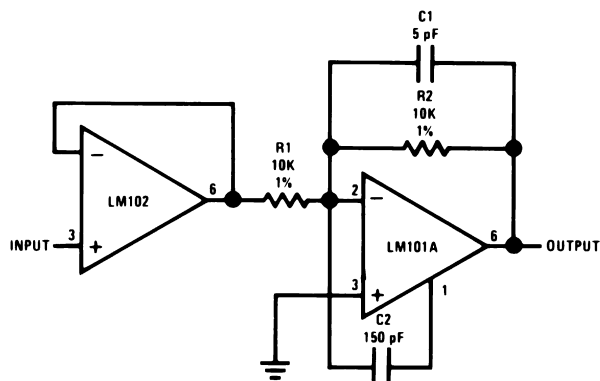 C1
5 pF
R2
10K
1%
R1
10K
1%
6
2
LM102
INPUT
3
LM101A
6
OUTPUT
3
1
C2
150 pF